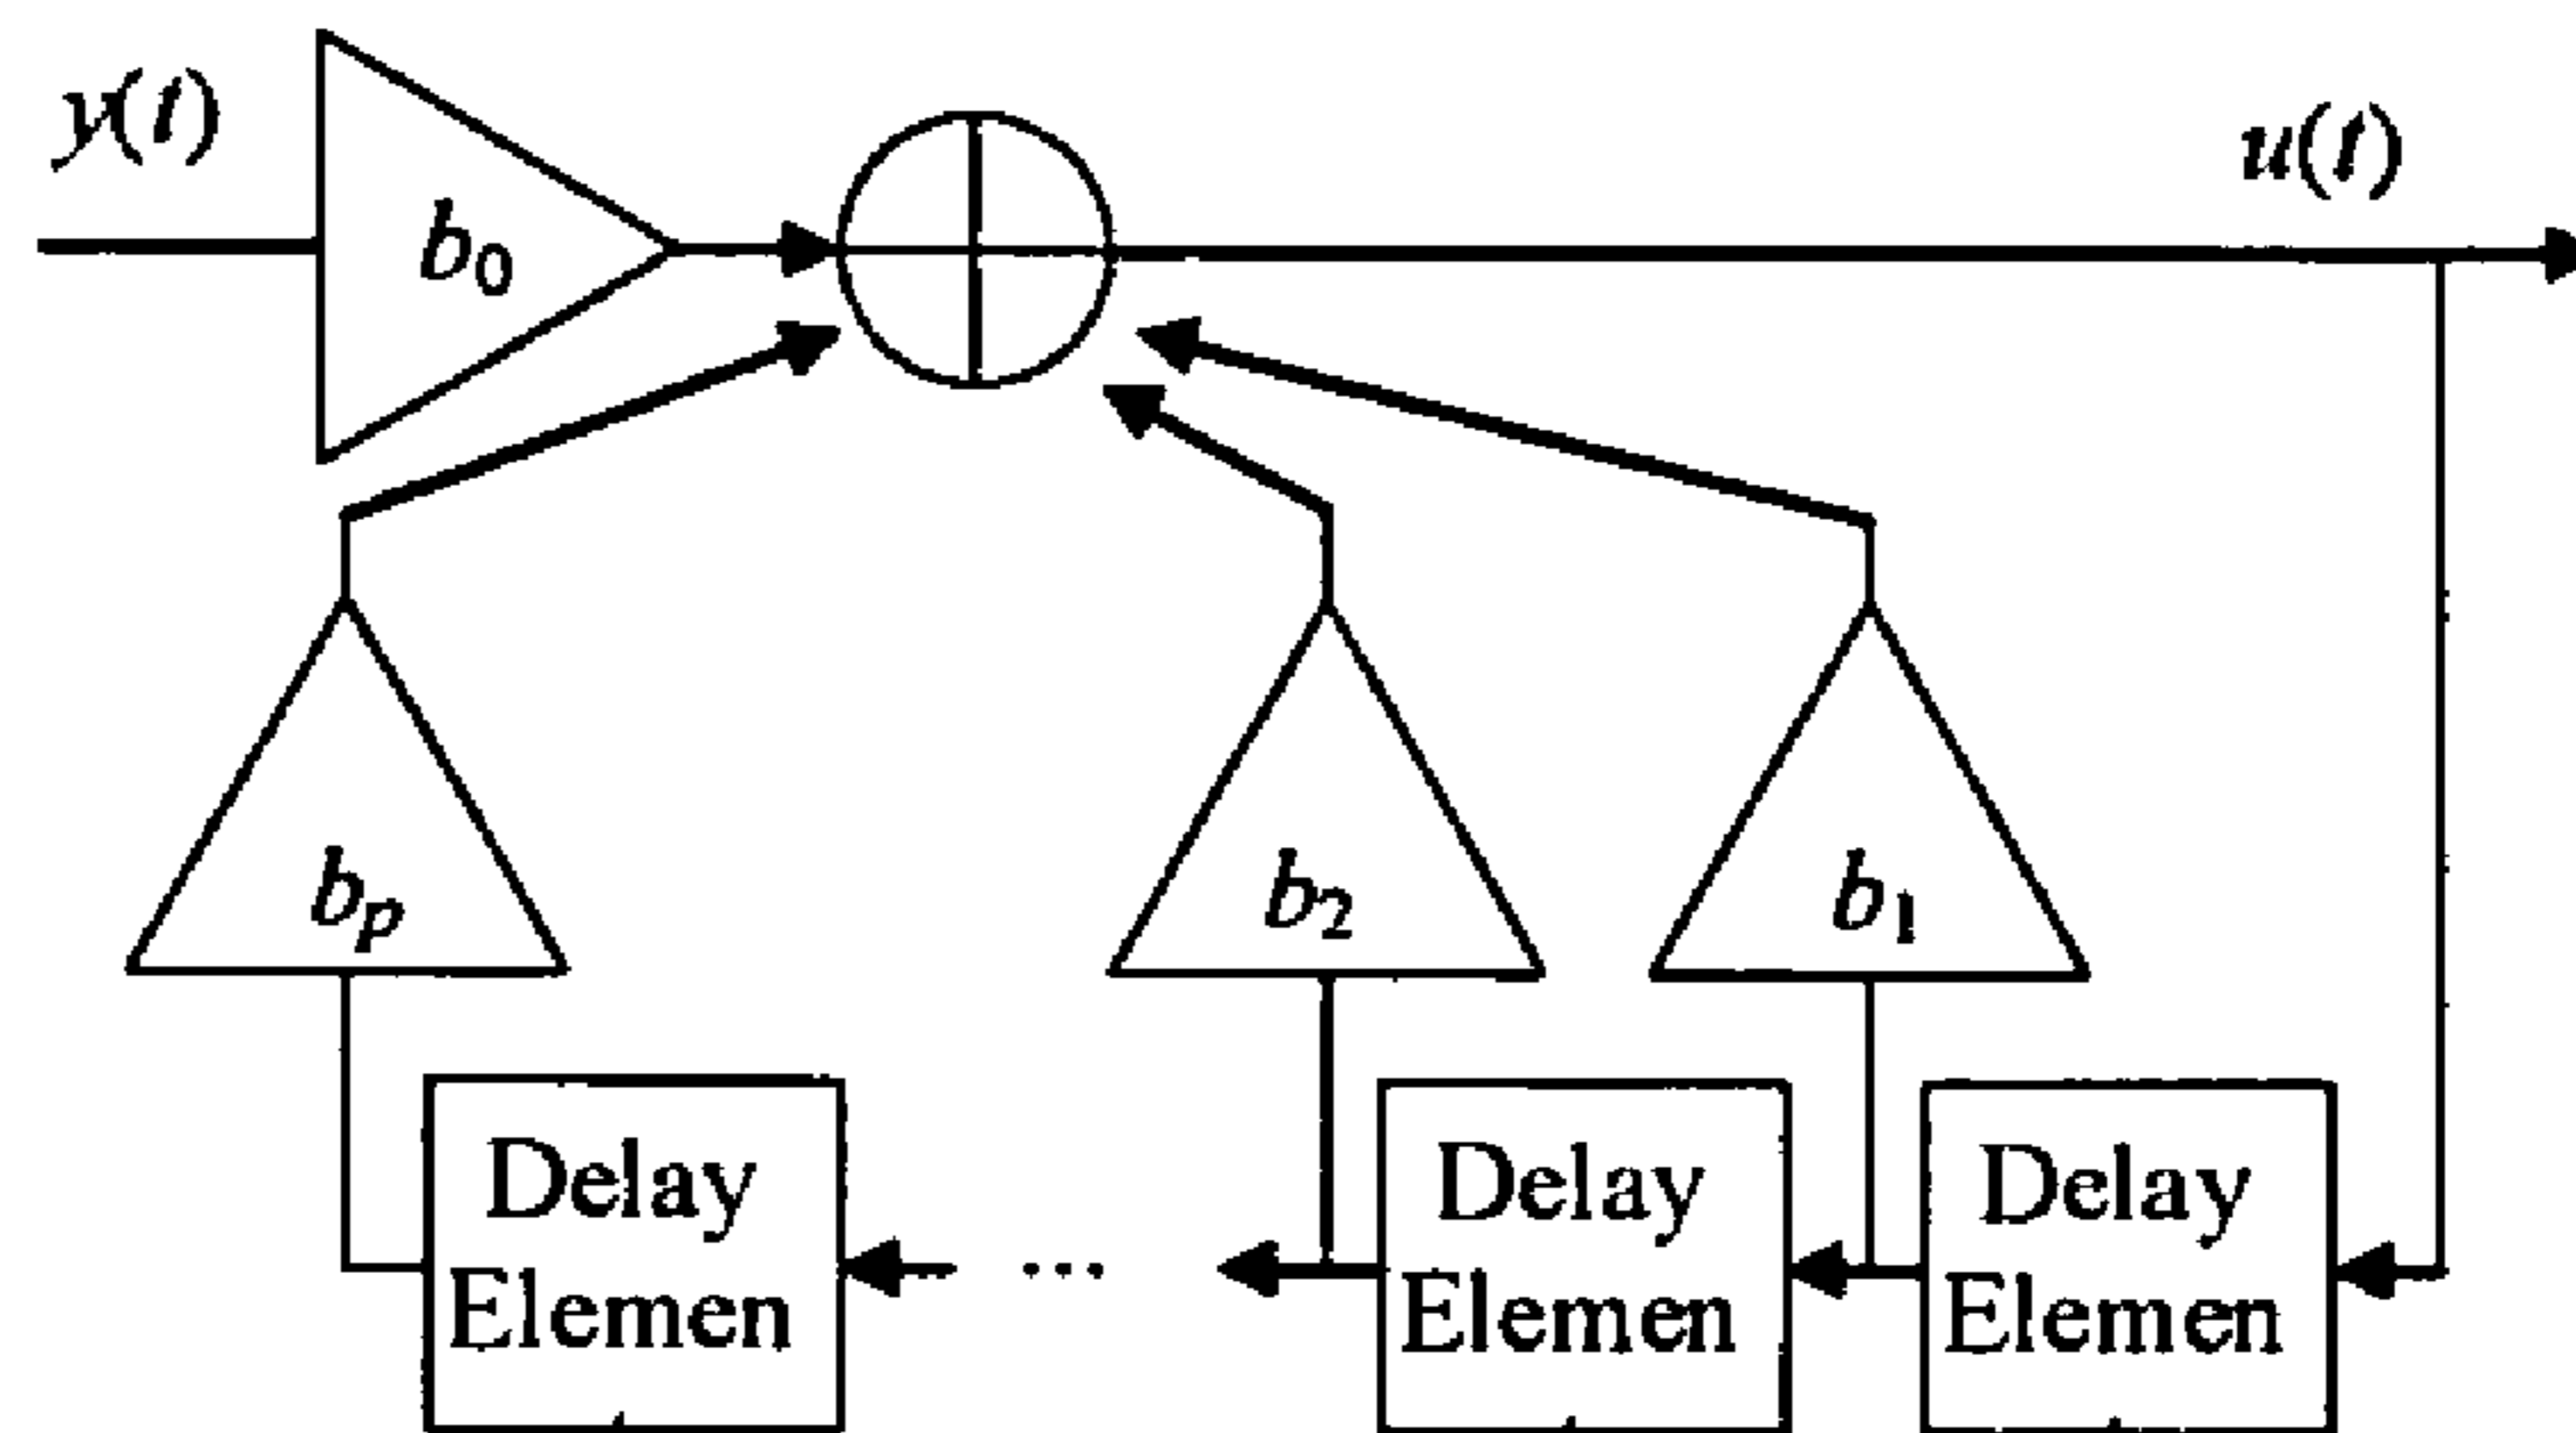 y(t)
u(t)
b0
bp
b2
b1
Delay
Elemen
...
Delay
Elemen
Delay
Elemen